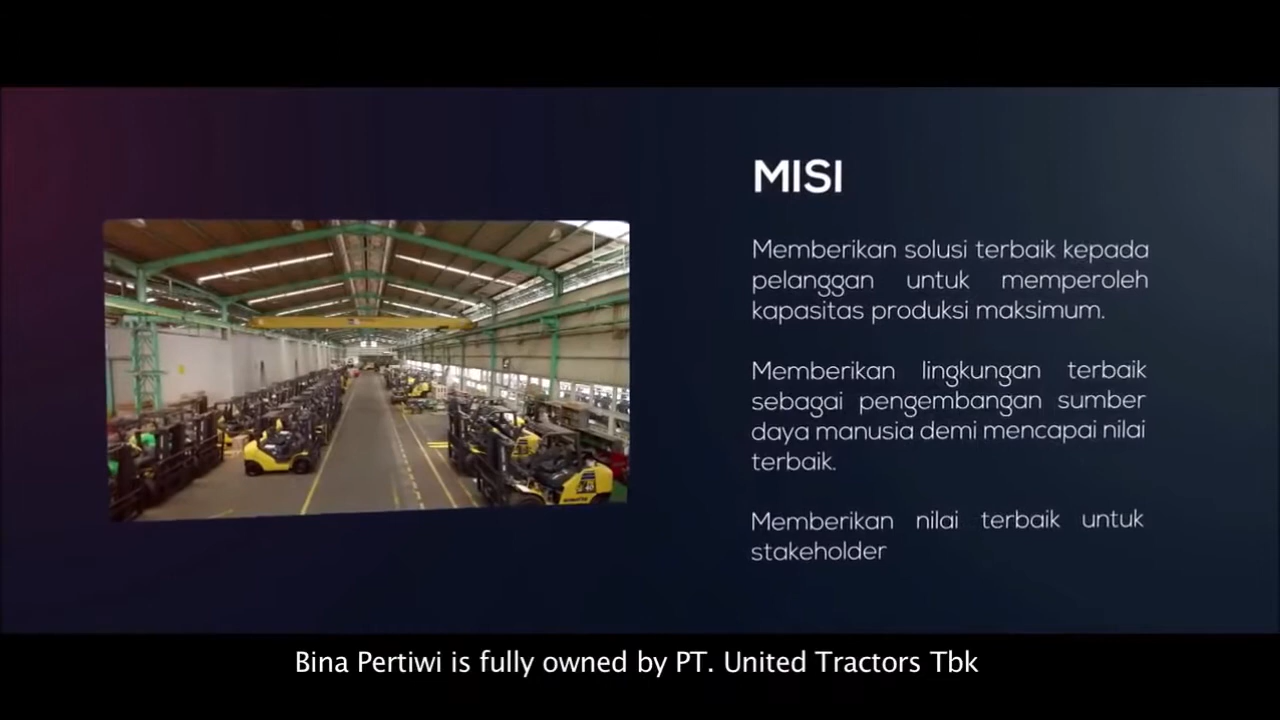 MISI
Memberikan solusi terbaik kepada
pelanggan untuk memperoleh
kapasitas produksi maksimum.
Memberikan lingkungan terbaik
sebagai pengembangan sumber
daya manusia demi mencapai nilai
terbaik.
Memberikan nilai terbaik untuk
stakeholder
Bina Pertiwi is fully owned by PT. United Tractors Tbk